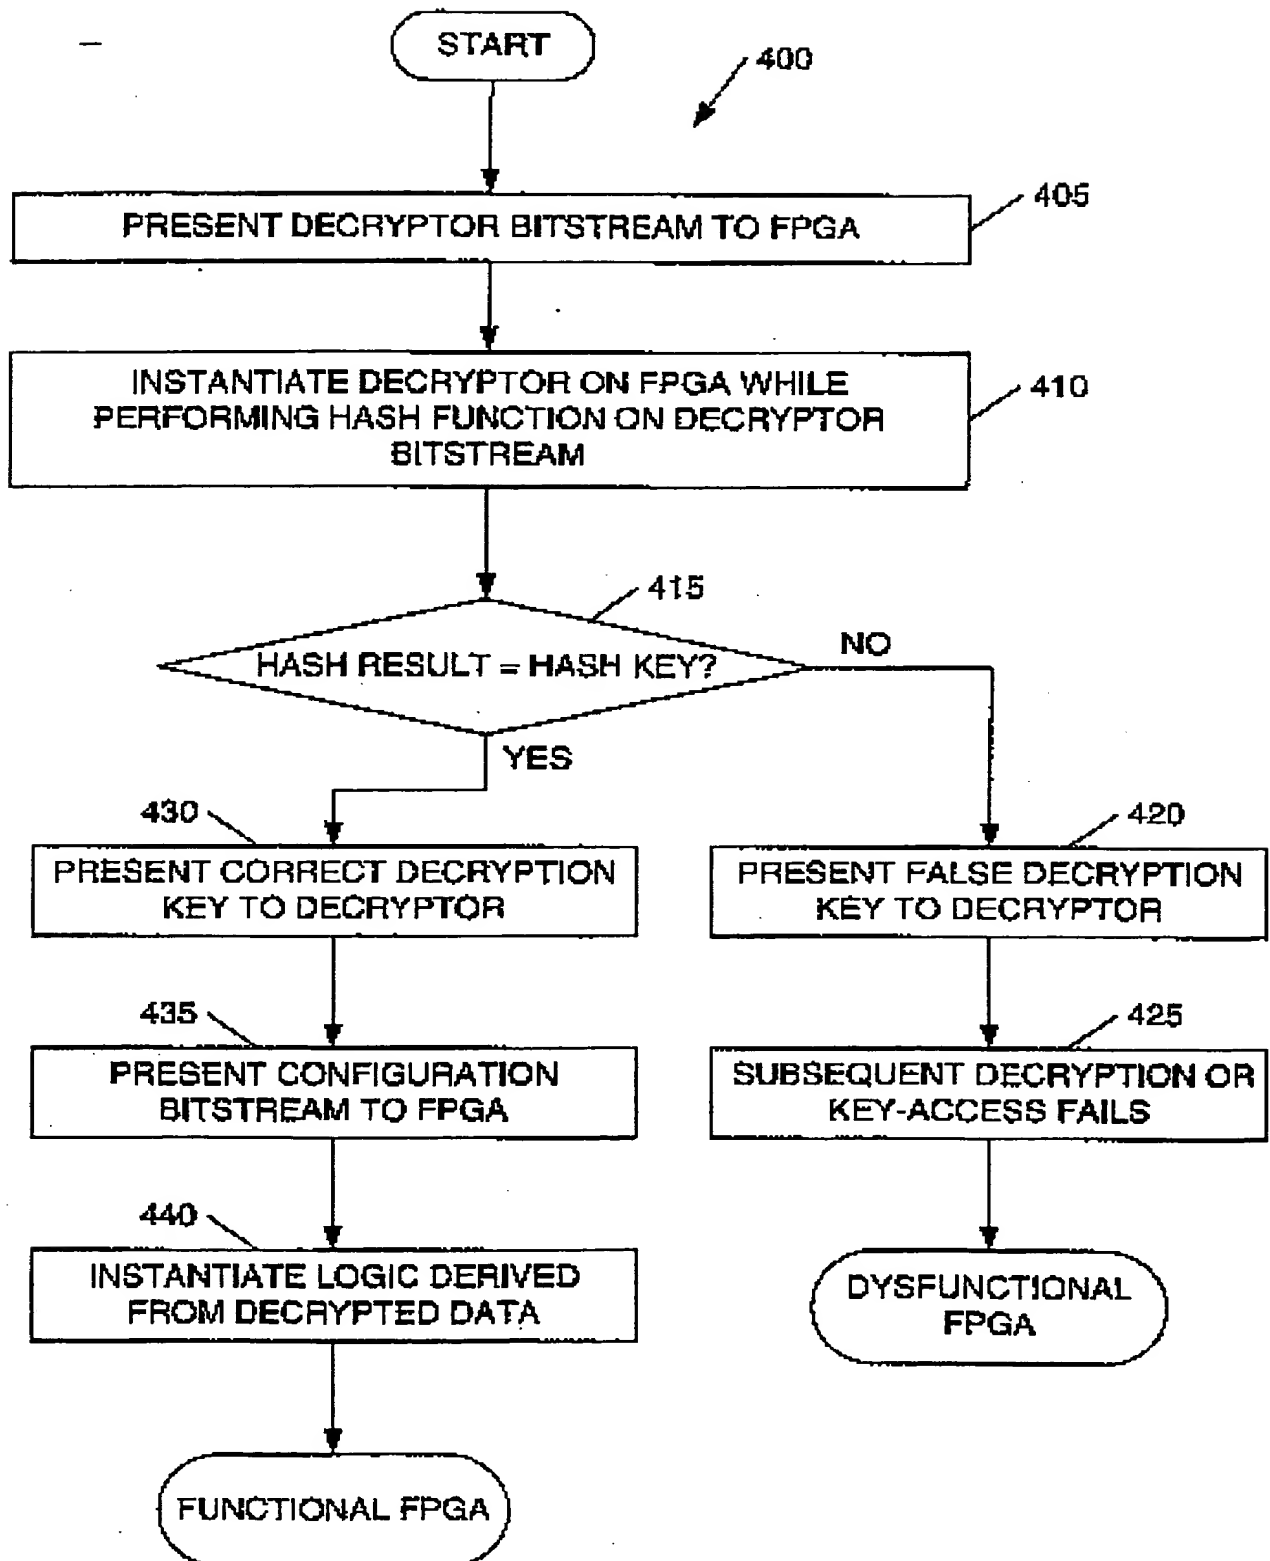 START
400
PRESENT DECRYPTOR BITSTREAM TO FPGA
405
INSTANTIATE DECRYPTOR ON FPGA WHILE
PERFORMING HASH FUNCTION ON DECRYPTOR
BITSTREAM
410
415
HASH RESULT = HASH KEY?
NO
YES
430
PRESENT CORRECT DECRYPTION
KEY TO DECRYPTOR
420
PRESENT FALSE DECRYPTION
KEY TO DECRYPTOR
435
PRESENT CONFIGURATION
BITSTREAM TO FPGA
425
SUBSEQUENT DECRYPTION OR
KEY-ACCESS FAILS
440
INSTANTIATE LOGIC DERIVED
FROM DECRYPTED DATA
DYSFUNCTIONAL
FPGA
FUNCTIONAL FPGA